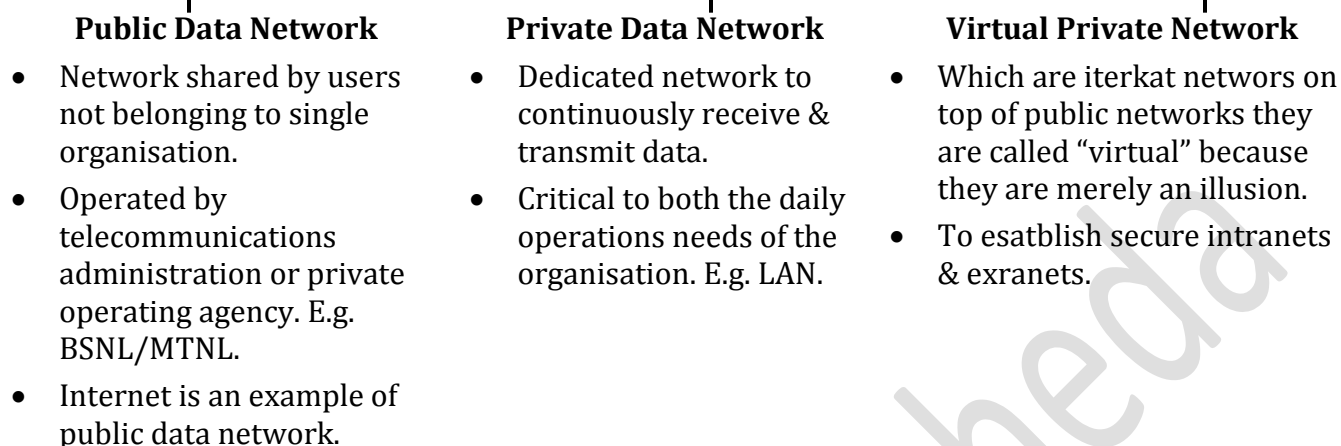 Public Data Network
• Network shared by users
not belonging to single
organisation.
• Operated by
telecommunications
administration or private
operating agency. E.g.
BSNL/MTNL.
• Internet is an example of
public data network.
Private Data Network
• Dedicated network to
continuously receive &
transmit data.
• Critical to both the daily
operations needs of the
organisation. E.g. LAN.
Virtual Private Network
• Which are iterkat networs on
top of public networks they
are called “virtual” because
they are merely an illusion.
• To esatblish secure intranets
& exranets.
heda